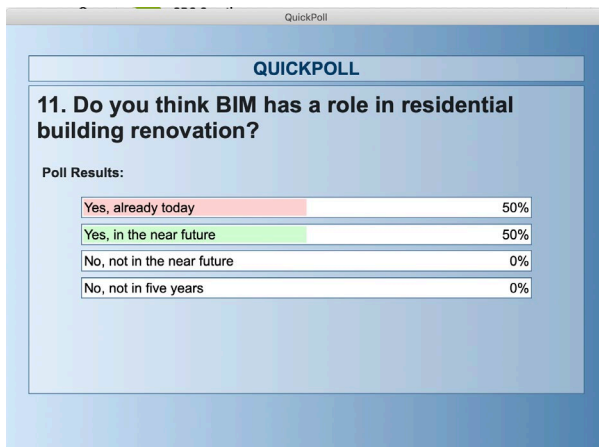 QuickPoll
QUICKPOLL
11. Do you think BIM has a role in residential
building renovation?
Poll Results:
Yes, already today 50%
Yes, in the near future 50%
No, not in the near future 0%
No, not in five years 0%